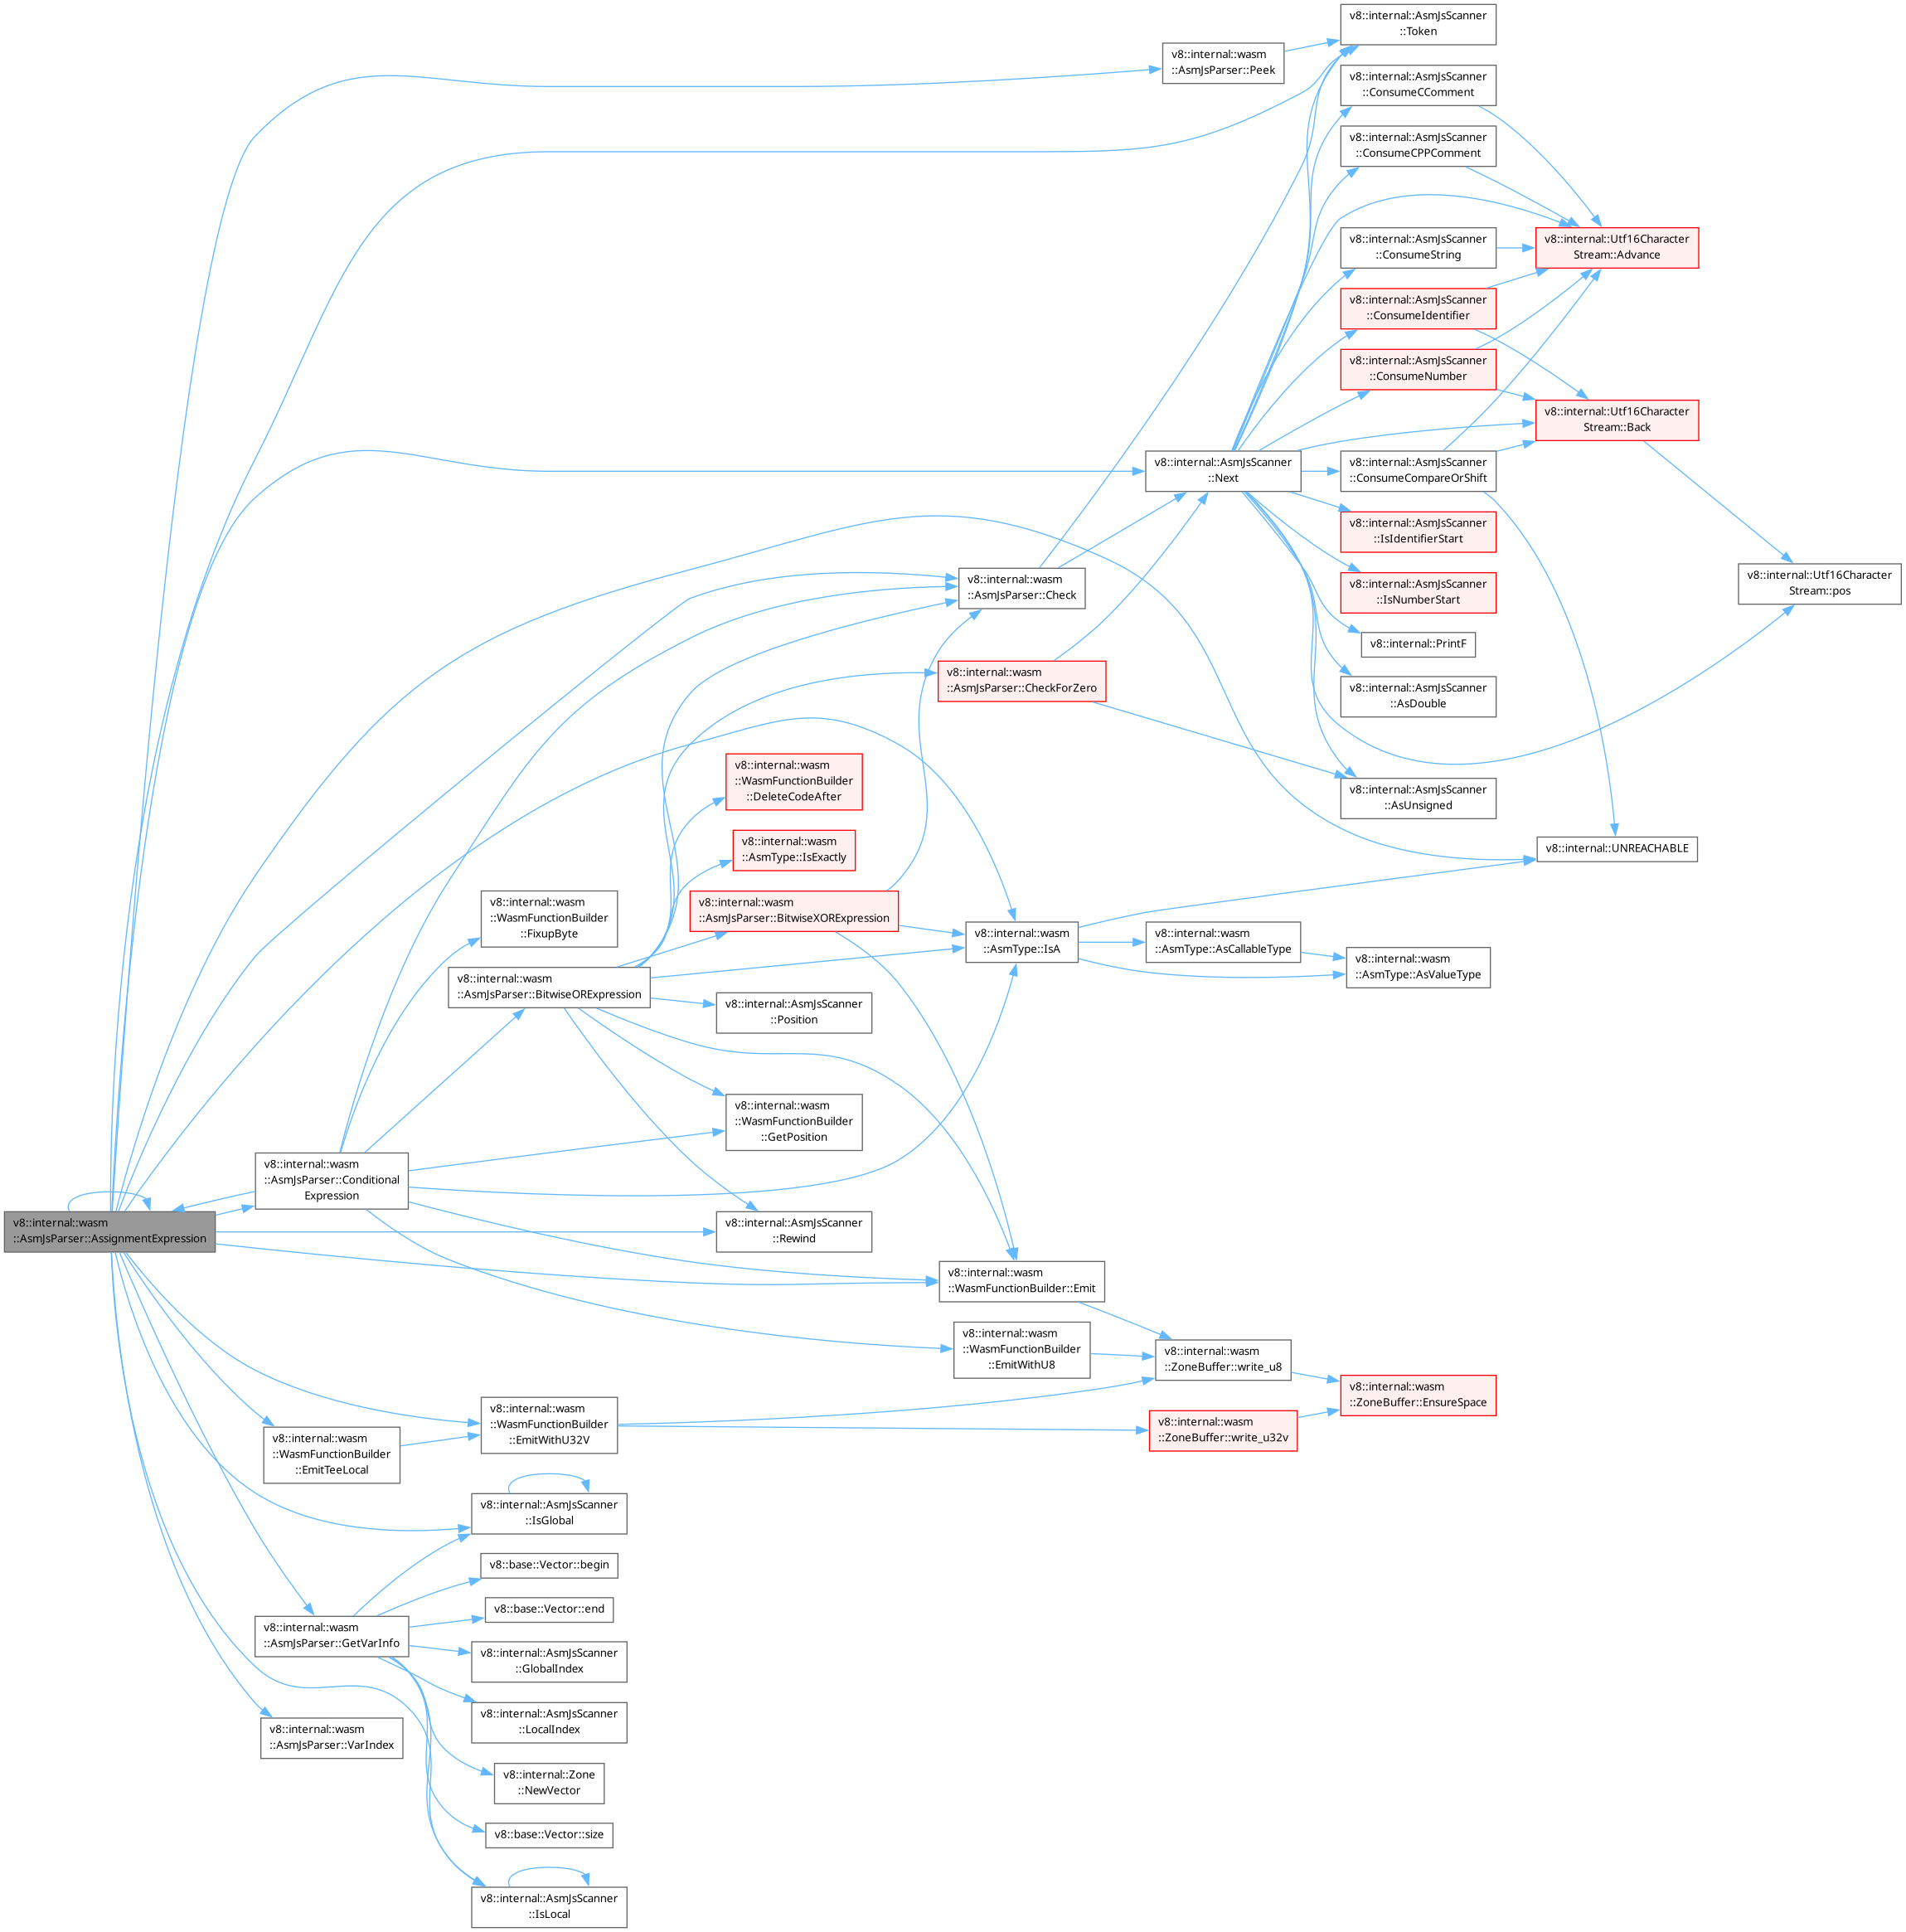 v8::internal::AsmJsScanner
::Token
v8::internal::wasm
::AsmJsParser::Peek
v8::internal::AsmJsScanner
::ConsumeCComment
v8::internal::AsmJsScanner
::ConsumeCPPComment
v8::internal::AsmJsScanner
::ConsumeString
v8::internal::Utf16Character
Stream::Advance
v8::internal::AsmJsScanner
::ConsumeIdentifier
v8::internal::AsmJsScanner
::ConsumeNumber
v8::internal::Utf16Character
Stream::Back
v8::internal::AsmJsScanner
::Next
v8::internal::AsmJsScanner
::ConsumeCompareOrShift
v8::internal::AsmJsScanner
::IsIdentifierStart
v8::internal::wasm
::AsmJsParser::Check
v8::internal::AsmJsScanner
::IsNumberStart
v8::internal::Utf16Character
Stream::pos
v8::internal::PrintF
v8::internal::wasm
::AsmJsParser::CheckForZero
v8::internal::AsmJsScanner
::AsDouble
v8::internal::wasm
::WasmFunctionBuilder
::DeleteCodeAfter
v8::internal::AsmJsScanner
::AsUnsigned
v8::internal::wasm
::AsmType::IsExactly
v8::internal::UNREACHABLE
v8::internal::wasm
::WasmFunctionBuilder
::FixupByte
v8::internal::wasm
::AsmJsParser::BitwiseXORExpression
v8::internal::wasm
::AsmType::IsA
v8::internal::wasm
::AsmType::AsCallableType
v8::internal::wasm
::AsmType::AsValueType
v8::internal::wasm
::AsmJsParser::BitwiseORExpression
v8::internal::AsmJsScanner
::Position
v8::internal::wasm
::WasmFunctionBuilder
::GetPosition
v8::internal::wasm
::AsmJsParser::Conditional
Expression
v8::internal::wasm
::AsmJsParser::AssignmentExpression
v8::internal::AsmJsScanner
::Rewind
v8::internal::wasm
::WasmFunctionBuilder::Emit
v8::internal::wasm
::WasmFunctionBuilder
::EmitWithU8
v8::internal::wasm
::ZoneBuffer::write_u8
v8::internal::wasm
::ZoneBuffer::EnsureSpace
v8::internal::wasm
::WasmFunctionBuilder
::EmitWithU32V
v8::internal::wasm
::ZoneBuffer::write_u32v
v8::internal::wasm
::WasmFunctionBuilder
::EmitTeeLocal
v8::internal::AsmJsScanner
::IsGlobal
v8::base::Vector::begin
v8::base::Vector::end
v8::internal::wasm
::AsmJsParser::GetVarInfo
v8::internal::AsmJsScanner
::GlobalIndex
v8::internal::AsmJsScanner
::LocalIndex
v8::internal::wasm
::AsmJsParser::VarIndex
v8::internal::Zone
::NewVector
v8::base::Vector::size
v8::internal::AsmJsScanner
::IsLocal